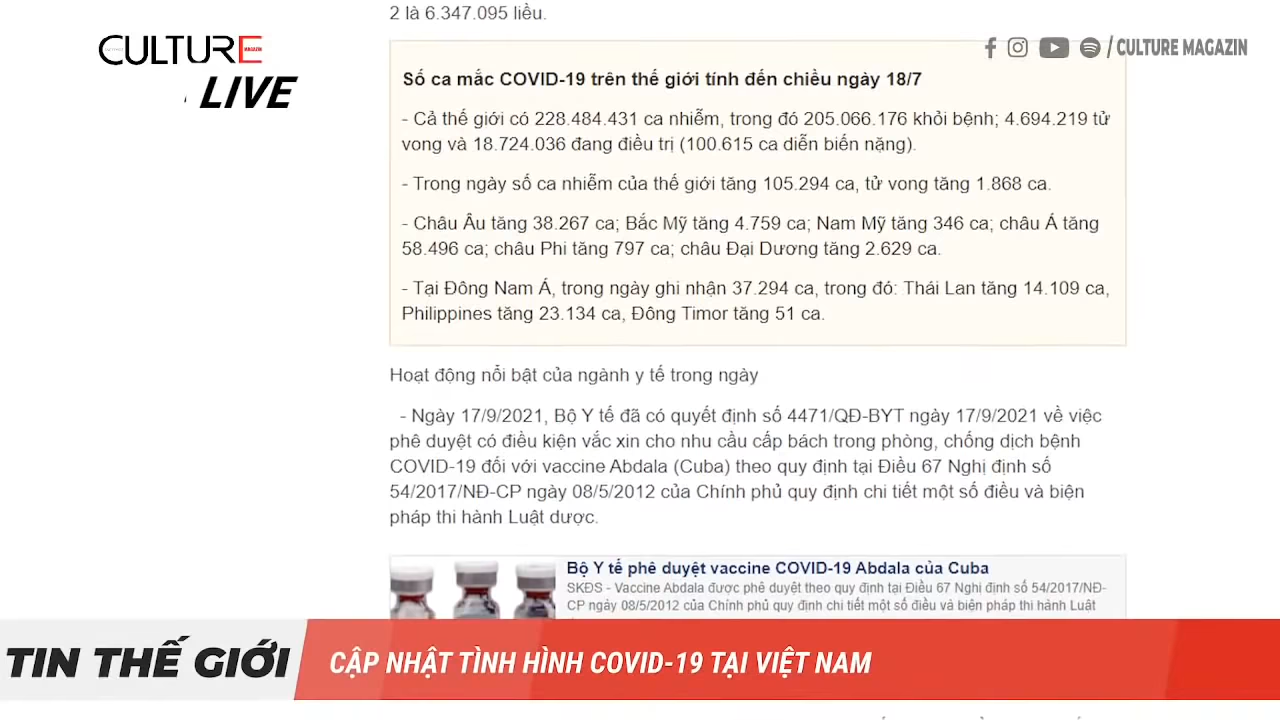 2 là 6.347.095 liều.
CULTURE
LIVE
/ CULTURE MAGAZIN
Số ca mắc COVID-19 trên thế giới tính đến chiều ngày 18/7
- Cả thế giới có 228.484.431 ca nhiễm, trong đó 205.066.176 khỏi bệnh; 4.694.219 tử
vong và 18.724.036 đang điều trị (100.615 ca diễn biến nặng).
- Trong ngày số ca nhiễm của thế giới tăng 105.294 ca, tử vong tăng 1.868 ca.
- Châu Âu tăng 38.267 ca; Bắc Mỹ tăng 4.759 ca; Nam Mỹ tăng 346 ca; châu Á tăng
58.496 ca; châu Phi tăng 797 ca; châu Đại Dương tăng 2.629 ca.
- Tại Đông Nam Á, trong ngày ghi nhận 37.294 ca, trong đó: Thái Lan tăng 14.109 ca,
Philippines tăng 23.134 ca, Đông Timor tăng 51 ca.
Hoạt động nổi bật của ngành y tế trong ngày
- Ngày 17/9/2021, Bộ Y tế đã có quyết định số 4471/QĐ-BYT ngày 17/9/2021 về việc
phê duyệt có điều kiện vắc xin cho nhu cầu cấp bách trong phòng, chống dịch bệnh
COVID-19 đối với vaccine Abdala (Cuba) theo quy định tại Điều 67 Nghị định số
54/2017/NĐ-CP ngày 08/5/2012 của Chính phủ quy định chi tiết một số điều và biện
pháp thi hành Luật dược.
Bộ Y tế phê duyệt vaccine COVID-19 Abdala của Cuba
SKĐS - Vaccine Abdala được phê duyệt theo quy định tại Điều 67 Nghị định số 54/2017/NĐ-
CP ngày 08/5/2012 của Chính phủ quy định chi tiết một số điều và biện pháp thi hành Luật
TIN THẾ GIỚI
CẬP NHẬT TÌNH HÌNH COVID-19 TẠI VIỆT NAM